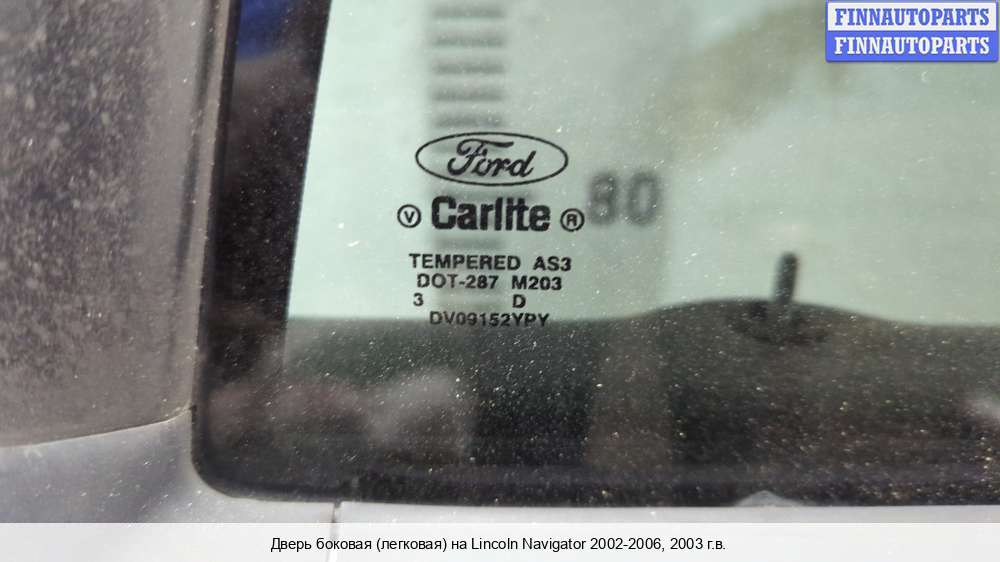 FINNAUTOPARTS
FINNAUTOPARTS
Ford
V Carlite ®
80
TEMPERED AS3
DOT-287 M203
3 D
DV09152YPY
Дверь боковая (легковая) на Lincoln Navigator 2002-2006, 2003 г.в.